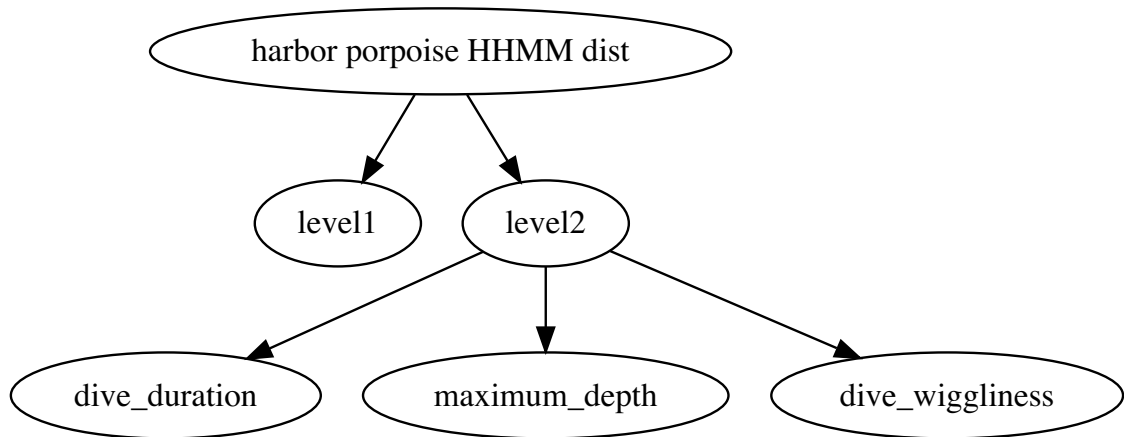 harbor porpoise HHMM dist
level1
level2
dive_duration
maximum_depth
dive_wiggliness